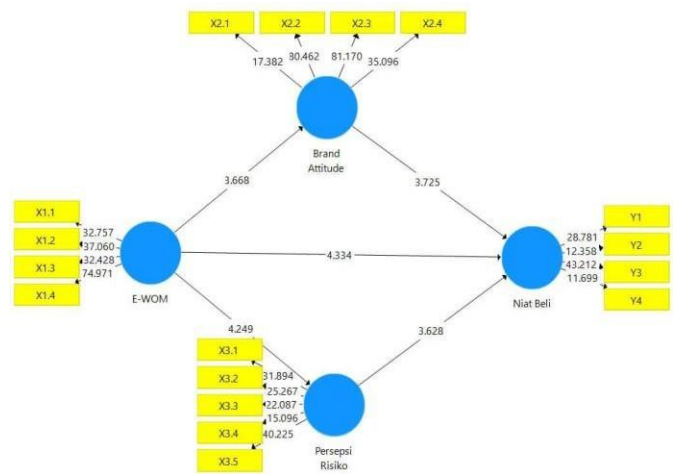 X2.1 X2.2 X2.3 X2.4
17.382 30.462 81.170 35.096
Brand
Attitude
3.668
3.725
X1.1
X1.2
X1.3
X1.4
32.757
37.060
32.428
74.971
E-WOM
4.334
Y1
Y2
Y3
Y4
28.781
12.358
43.212
11.699
Niat Beli
4.249
3.628
X3.1
X3.2
X3.3
X3.4
X3.5
31.894
25.267
22.087
15.096
40.225
Persepsi
Risiko